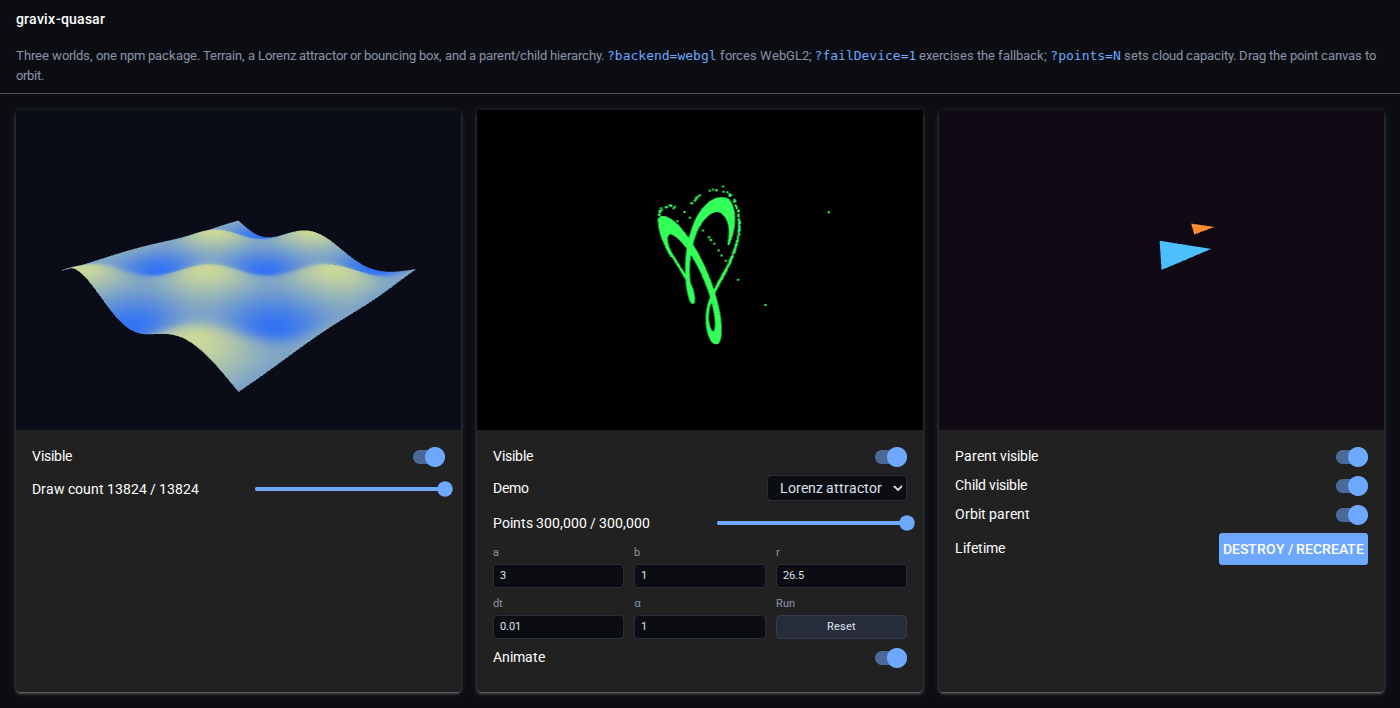 gravix-quasar
Three worlds, one npm package. Terrain, a Lorenz attractor or bouncing box, and a parent/child hierarchy. ?backend=webgl forces WebGL2; ?failDevice=1 exercises the fallback; ?points=N sets cloud capacity. Drag the point canvas to
orbit.
Visible
Draw count 13824 / 13824
Visible
Demo Lorenz attractor
Points 300,000 / 300,000
a b r
3 1 26.5
dt α Run
0.01 1 Reset
Animate
Parent visible
Child visible
Orbit parent
Lifetime DESTROY / RECREATE